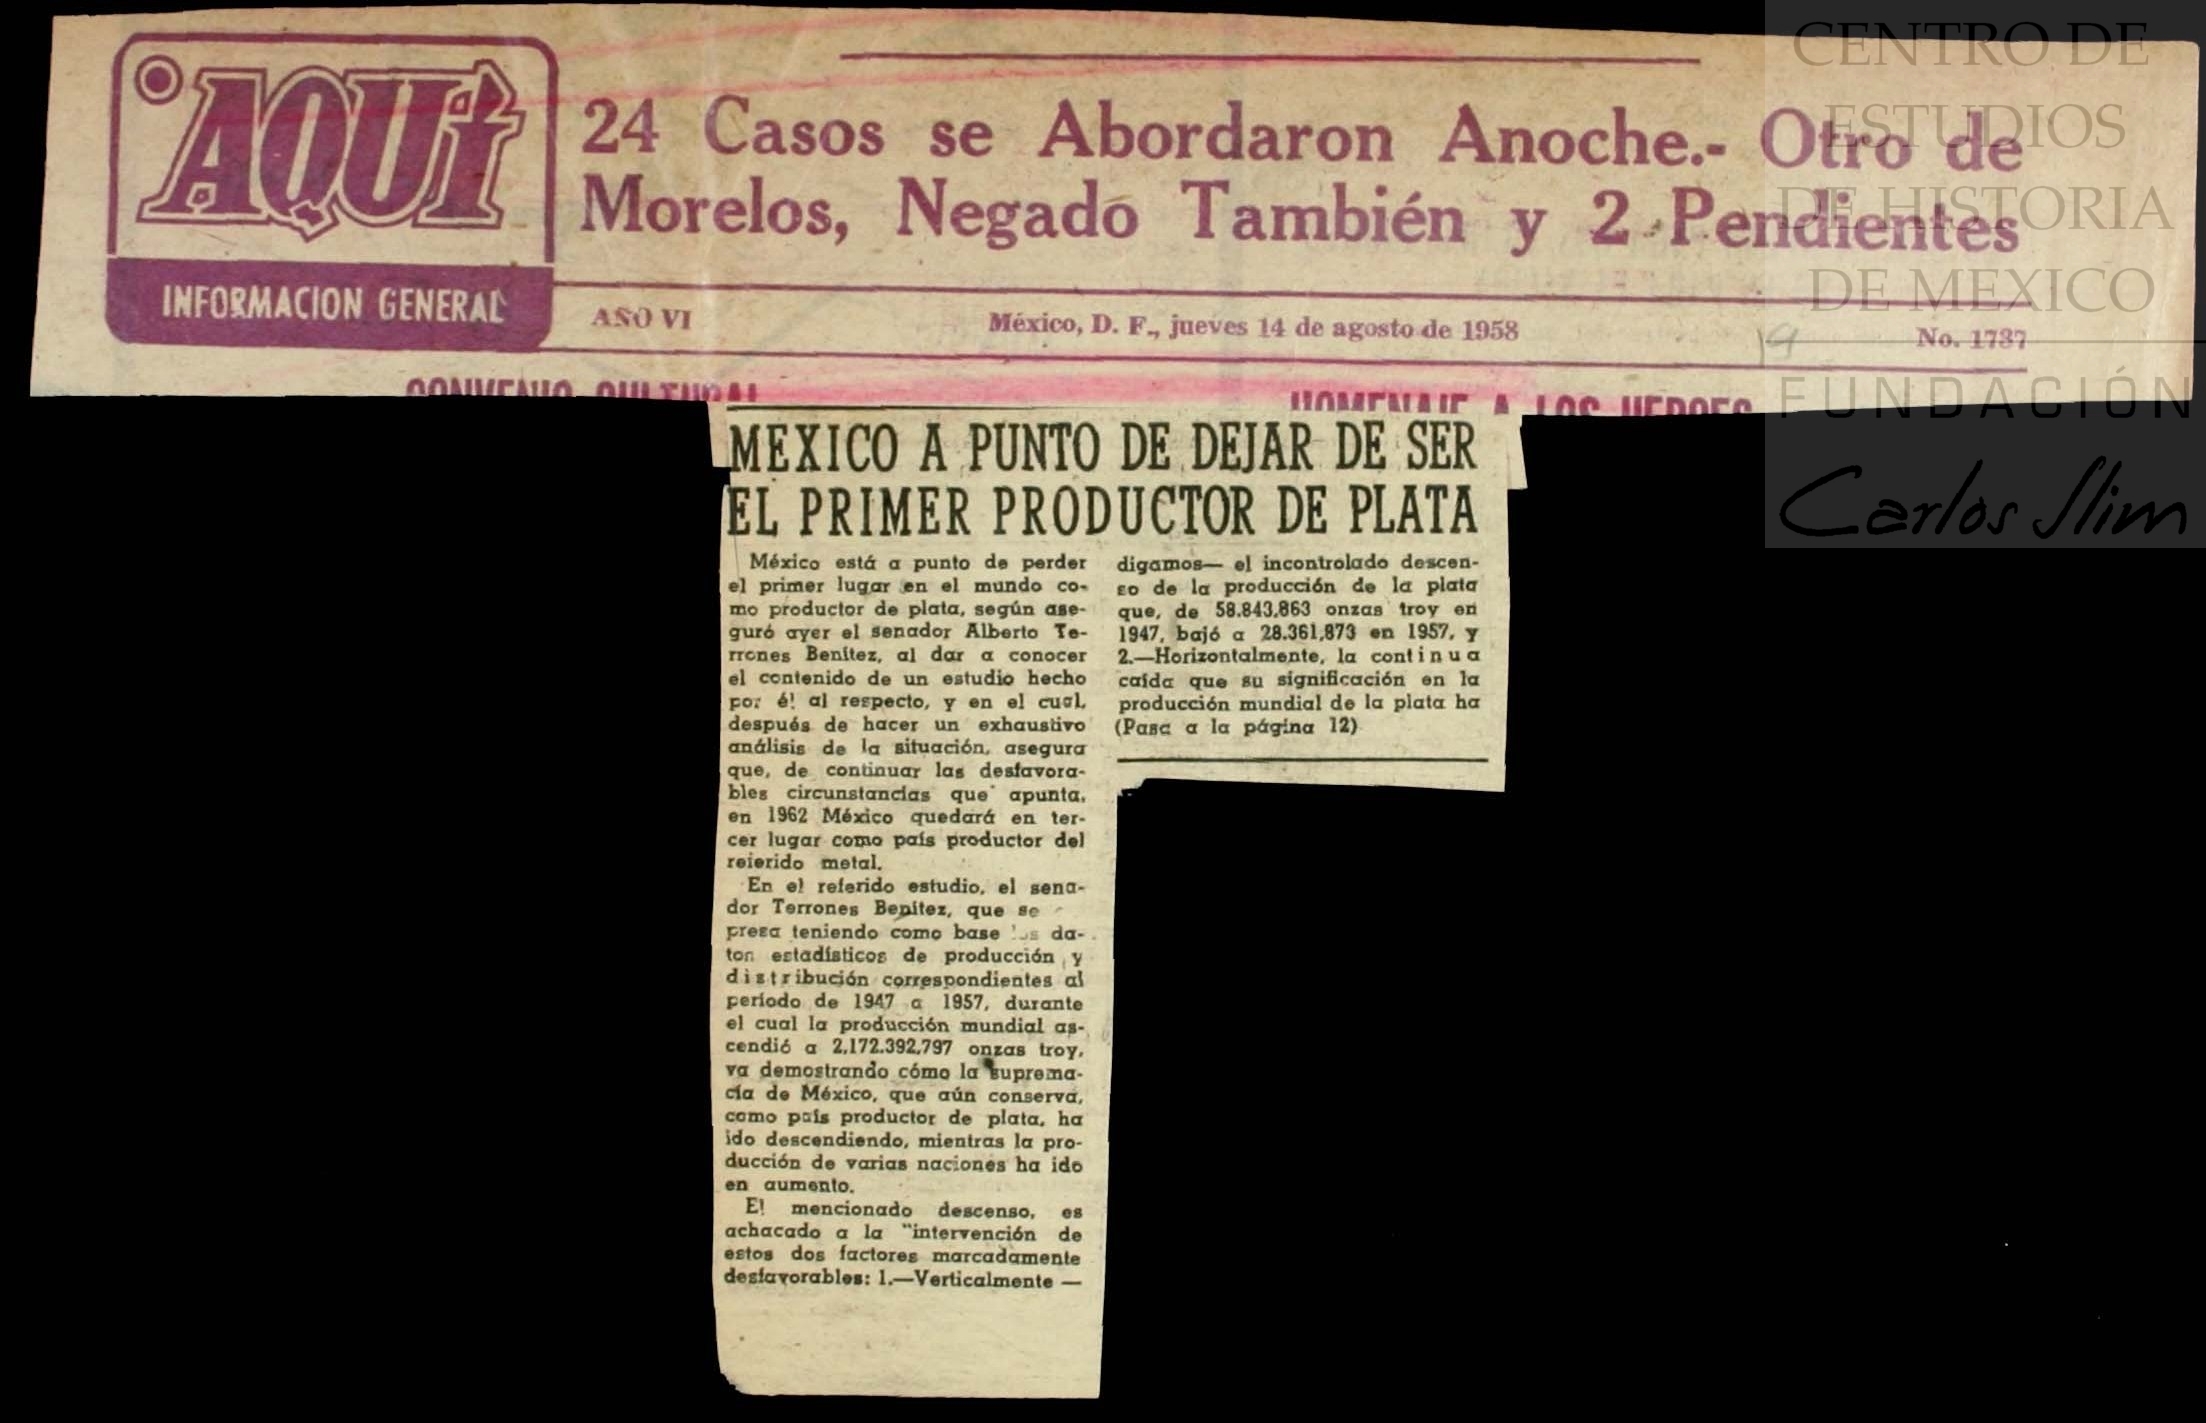 AQUÍ
INFORMACION GENERAL
24 Casos se Abordaron Anoche.- Otro de
Morelos, Negado También y 2 Pendientes
AÑO VI
México, D. F., jueves 14 de agosto de 1958
No. 1737
CONVENIO CULTURAL
HOMENAJE A LOS HEROES
MEXICO A PUNTO DE DEJAR DE SER
EL PRIMER PRODUCTOR DE PLATA
México está a punto de perder
el primer lugar en el mundo co-
mo productor de plata, según ase-
guró ayer el senador Alberto Te-
rrones Benítez, al dar a conocer
el contenido de un estudio hecho
por él al respecto, y en el cual,
después de hacer un exhaustivo
análisis de la situación, asegura
que, de continuar las desfavora-
bles circunstancias que apunta,
en 1962 México quedará en ter-
cer lugar como país productor del
referido metal.
En el referido estudio, el sena-
dor Terrones Benítez, que se
presa teniendo como base los da-
tos estadísticos de producción y
distribución correspondientes al
período de 1947 a 1957, durante
el cual la producción mundial as-
cendió a 2,172.392,797 onzas troy,
va demostrando cómo la suprema-
cía de México, que aún conserva,
como país productor de plata, ha
ido descendiendo, mientras la pro-
ducción de varias naciones ha ido
en aumento.
El mencionado descenso, es
achacado a la "intervención de
estos dos factores marcadamente
desfavorables: 1.—Verticalmente —
digamos— el incontrolado descen-
so de la producción de la plata
que, de 58.843,863 onzas troy en
1947, bajó a 28.361,873 en 1957, y
2.—Horizontalmente, la continua
caída que su significación en la
producción mundial de la plata ha
(Pasa a la página 12)
CENTRO DE
ESTUDIOS
DE HISTORIA
DE MEXICO
FUNDACIÓN
Carlos Slim